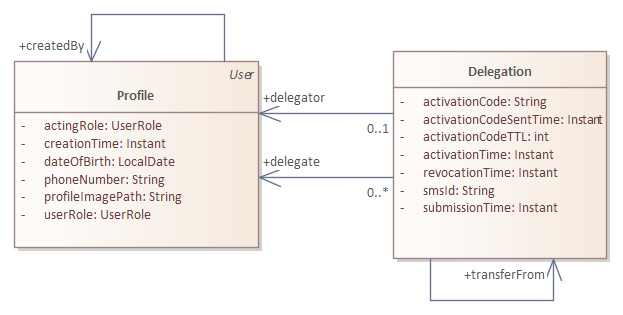 +createdBy
User
Profile
- actingRole: UserRole
- creationTime: Instant
- dateOfBirth: LocalDate
- phoneNumber: String
- profileImagePath: String
- userRole: UserRole
+delegator
0..1
+delegate
0..*
Delegation
- activationCode: String
- activationCodeSentTime: Instant
- activationCodeTTL: int
- activationTime: Instant
- revocationTime: Instant
- smsId: String
- submissionTime: Instant
+transferFrom